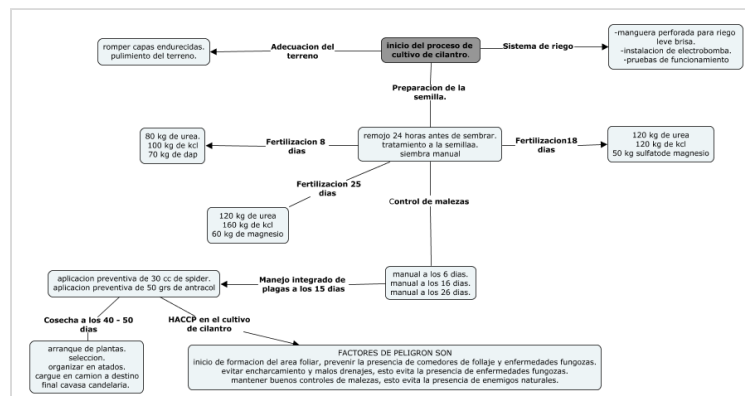 romper capas endurecidas.
pulimiento del terreno.
Adecuacion del
terreno
inicio del proceso de
cultivo de cilantro.
Sistema de riego
-manguera perforada para riego
leve brisa.
-instalacion de electrobomba.
-pruebas de funcionamiento
Preparacion de la
semilla.
80 kg de urea.
100 kg de kcl
70 kg de dap
Fertilizacion 8
dias
remojo 24 horas antes de sembrar.
tratamiento a la semillaa.
siembra manual
Fertilizacion18
dias
120 kg de urea
120 kg de kcl
50 kg sulfatode magnesio
Fertilizacion 25
dias
120 kg de urea
160 kg de kcl
60 kg de magnesio
Control de malezas
aplicacion preventiva de 30 cc de spider.
aplicacion preventiva de 50 grs de antracol
Manejo integrado de
plagas a los 15 dias
manual a los 6 dias.
manual a los 16 dias.
manual a los 26 dias.
Cosecha a los 40 - 50
dias
HACCP en el cultivo
de cilantro
arranque de plantas.
seleccion.
organizar en atados.
cargue en camion a destino
final cavasa candelaria.
FACTORES DE PELIGRON SON
inicio de formacion del area foliar, prevenir la presencia de comedores de follaje y enfermedades fungozas.
evitar encharcamiento y malos drenajes, esto evita la presencia de enfermedades fungozas.
mantener buenos controles de malezas, esto evita la presencia de enemigos naturales.